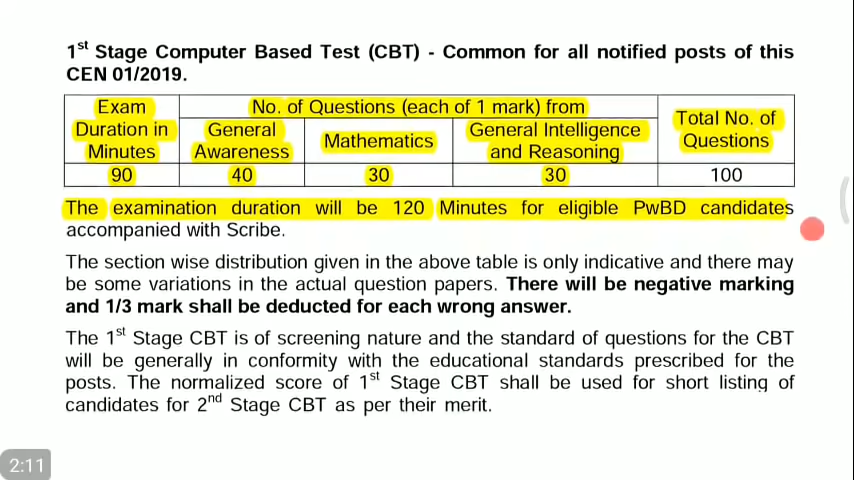 1st Stage Computer Based Test (CBT) - Common for all notified posts of this
CEN 01/2019.
Exam Duration in Minutes
No. of Questions (each of 1 mark) from
Total No. of Questions
General Awareness
Mathematics
General Intelligence and Reasoning
90 40 30 30 100
The examination duration will be 120 Minutes for eligible PwBD candidates
accompanied with Scribe.
The section wise distribution given in the above table is only indicative and there may
be some variations in the actual question papers. There will be negative marking
and 1/3 mark shall be deducted for each wrong answer.
The 1st Stage CBT is of screening nature and the standard of questions for the CBT
will be generally in conformity with the educational standards prescribed for the
posts. The normalized score of 1st Stage CBT shall be used for short listing of
candidates for 2nd Stage CBT as per their merit.
2:11